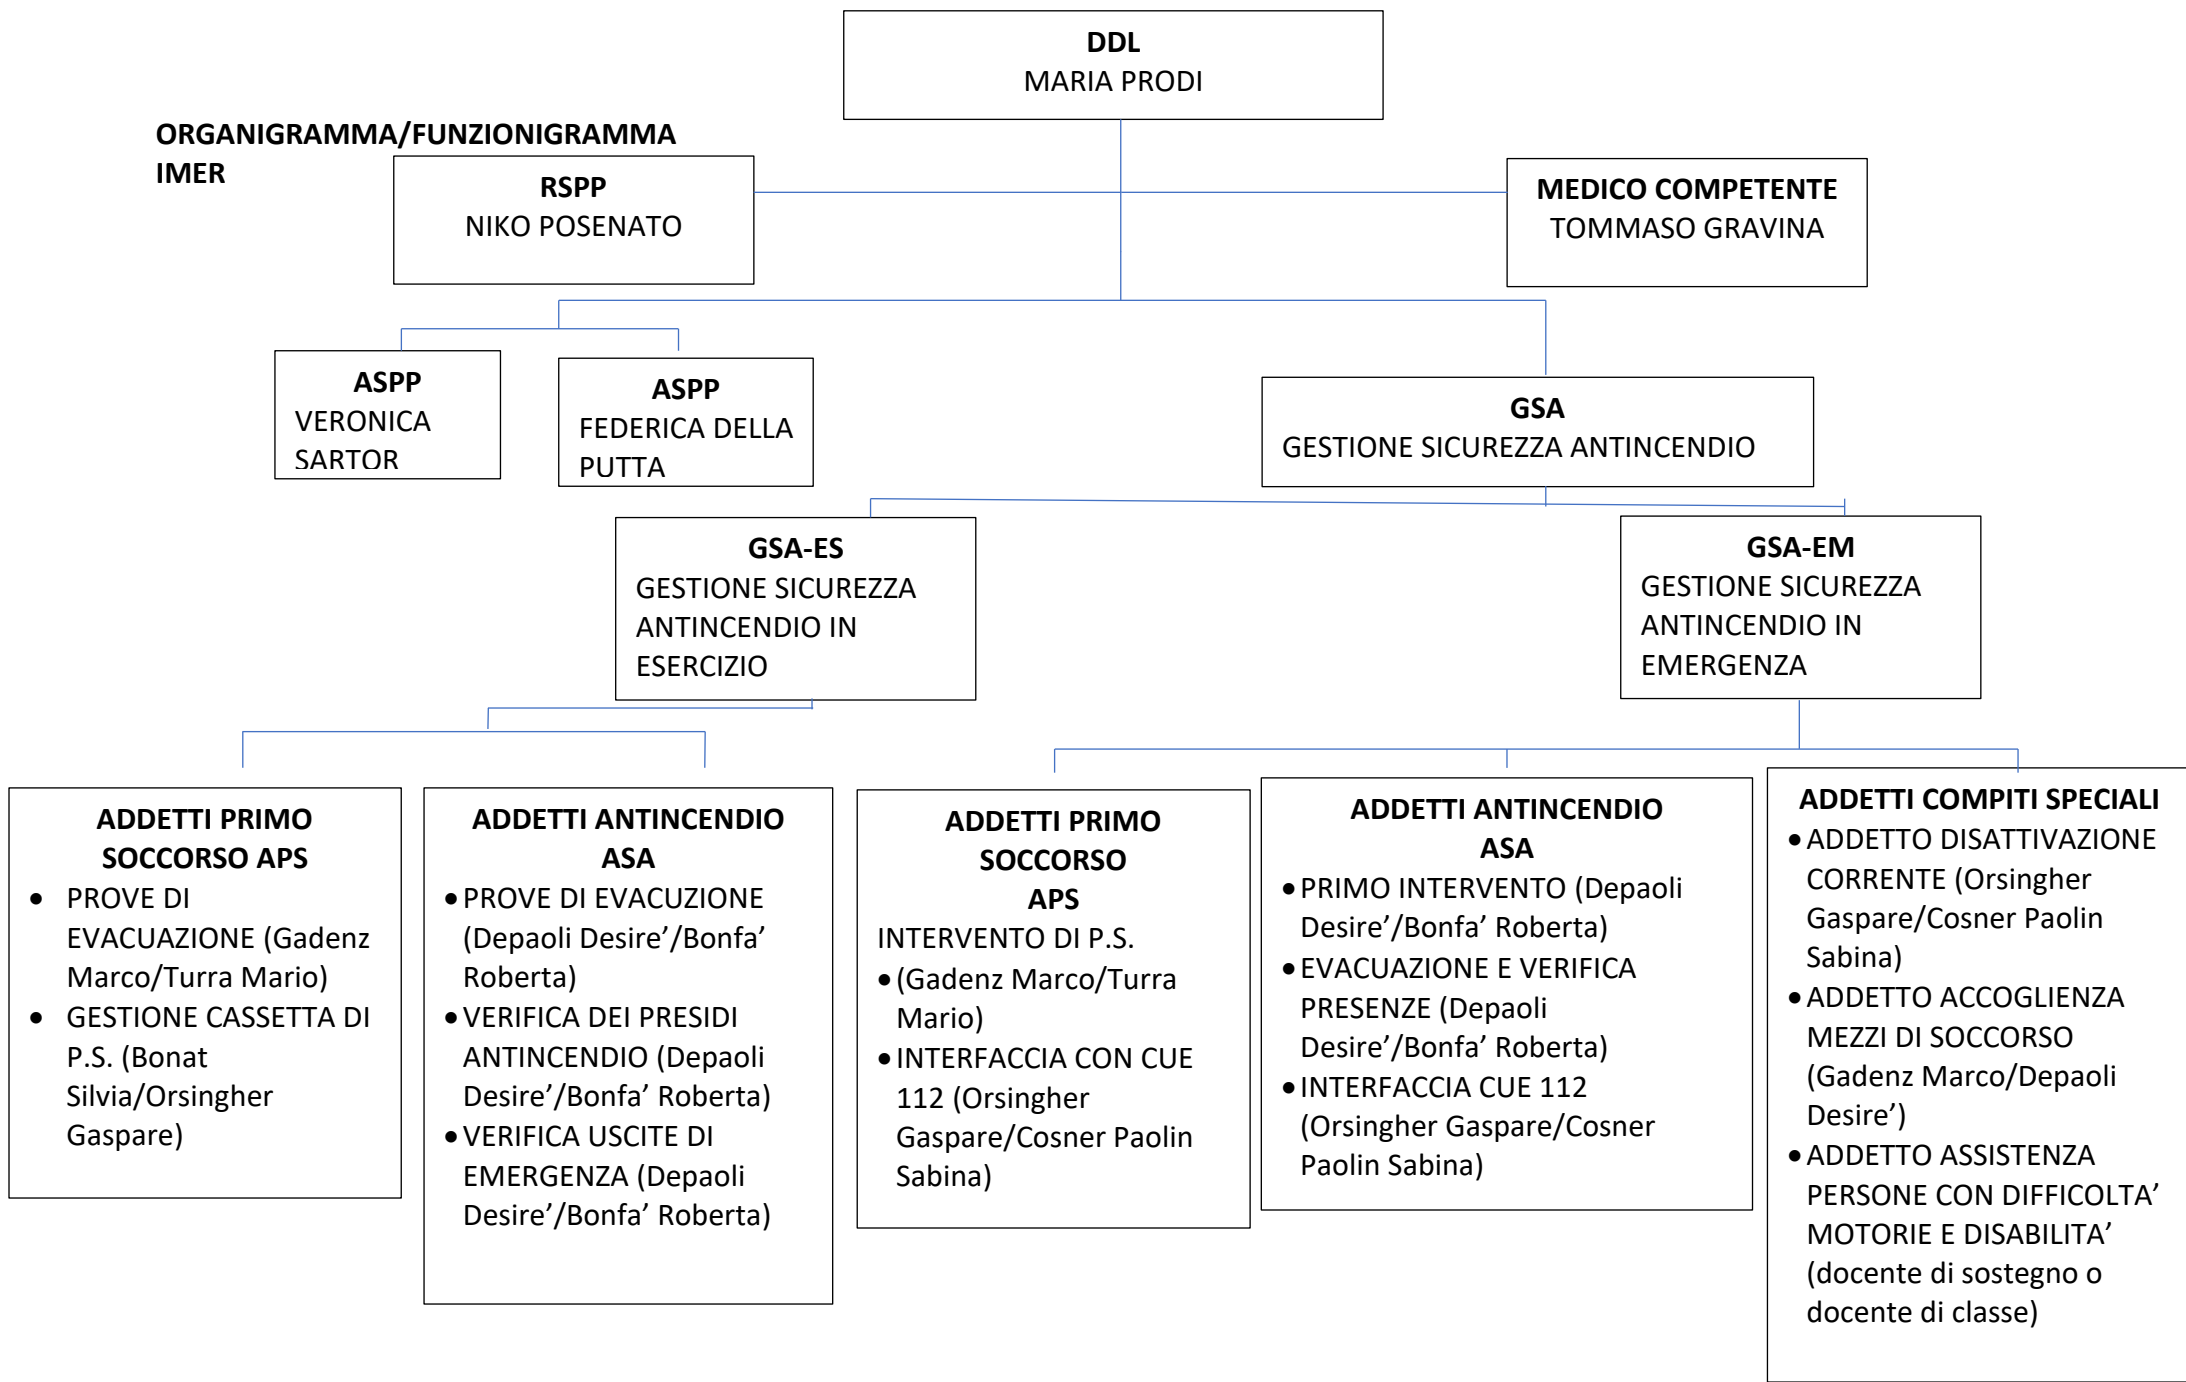 DDL
MARIA PRODI
ORGANIGRAMMA/FUNZIONIGRAMMA
IMER
RSPP
NIKO POSENATO
MEDICO COMPETENTE
TOMMASO GRAVINA
ASPP
VERONICA
SARTOR
ASPP
FEDERICA DELLA
PUTTA
GSA
GESTIONE SICUREZZA ANTINCENDIO
GSA-ES
GESTIONE SICUREZZA
ANTINCENDIO IN
ESERCIZIO
GSA-EM
GESTIONE SICUREZZA
ANTINCENDIO IN
EMERGENZA
ADDETTI PRIMO
SOCCORSO APS
• PROVE DI
EVACUAZIONE (Gadenz
Marco/Turra Mario)
• GESTIONE CASSETTA DI
P.S. (Bonat
Silvia/Orsingher
Gaspare)
ADDETTI ANTINCENDIO
ASA
• PROVE DI EVACUZIONE
(Depaoli Desire’/Bonfa’
Roberta)
• VERIFICA DEI PRESIDI
ANTINCENDIO (Depaoli
Desire’/Bonfa’ Roberta)
• VERIFICA USCITE DI
EMERGENZA (Depaoli
Desire’/Bonfa’ Roberta)
ADDETTI PRIMO
SOCCORSO
APS
INTERVENTO DI P.S.
• (Gadenz Marco/Turra
Mario)
• INTERFACCIA CON CUE
112 (Orsingher
Gaspare/Cosner Paolin
Sabina)
ADDETTI ANTINCENDIO
ASA
• PRIMO INTERVENTO (Depaoli
Desire’/Bonfa’ Roberta)
• EVACUAZIONE E VERIFICA
PRESENZE (Depaoli
Desire’/Bonfa’ Roberta)
• INTERFACCIA CUE 112
(Orsingher Gaspare/Cosner
Paolin Sabina)
ADDETTI COMPITI SPECIALI
• ADDETTO DISATTIVAZIONE
CORRENTE (Orsingher
Gaspare/Cosner Paolin
Sabina)
• ADDETTO ACCOGLIENZA
MEZZI DI SOCCORSO
(Gadenz Marco/Depaoli
Desire’)
• ADDETTO ASSISTENZA
PERSONE CON DIFFICOLTA’
MOTORIE E DISABILITA’
(docente di sostegno o
docente di classe)